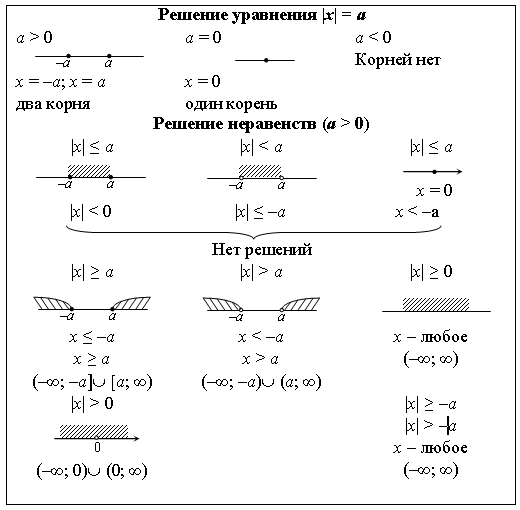 Решение уравнения |x| = a
a > 0 a = 0 a < 0
–a a Корней нет
x = –a; x = a x = 0
два корня один корень
Решение неравенств (a > 0)
|x| ≤ a |x| < a |x| ≤ a
–a a –a a x = 0
|x| < 0 |x| ≤ –a x < –a
Нет решений
|x| ≥ a |x| > a |x| ≥ 0
–a a –a a
x ≤ –a x < –a x – любое
x ≥ a x > a (–∞; ∞)
(–∞; –a]∪ [a; ∞) (–∞; –a)∪ (a; ∞)
|x| > 0 |x| ≥ –a
|x| > –a
0 x – любое
(–∞; 0)∪ (0; ∞) (–∞; ∞)